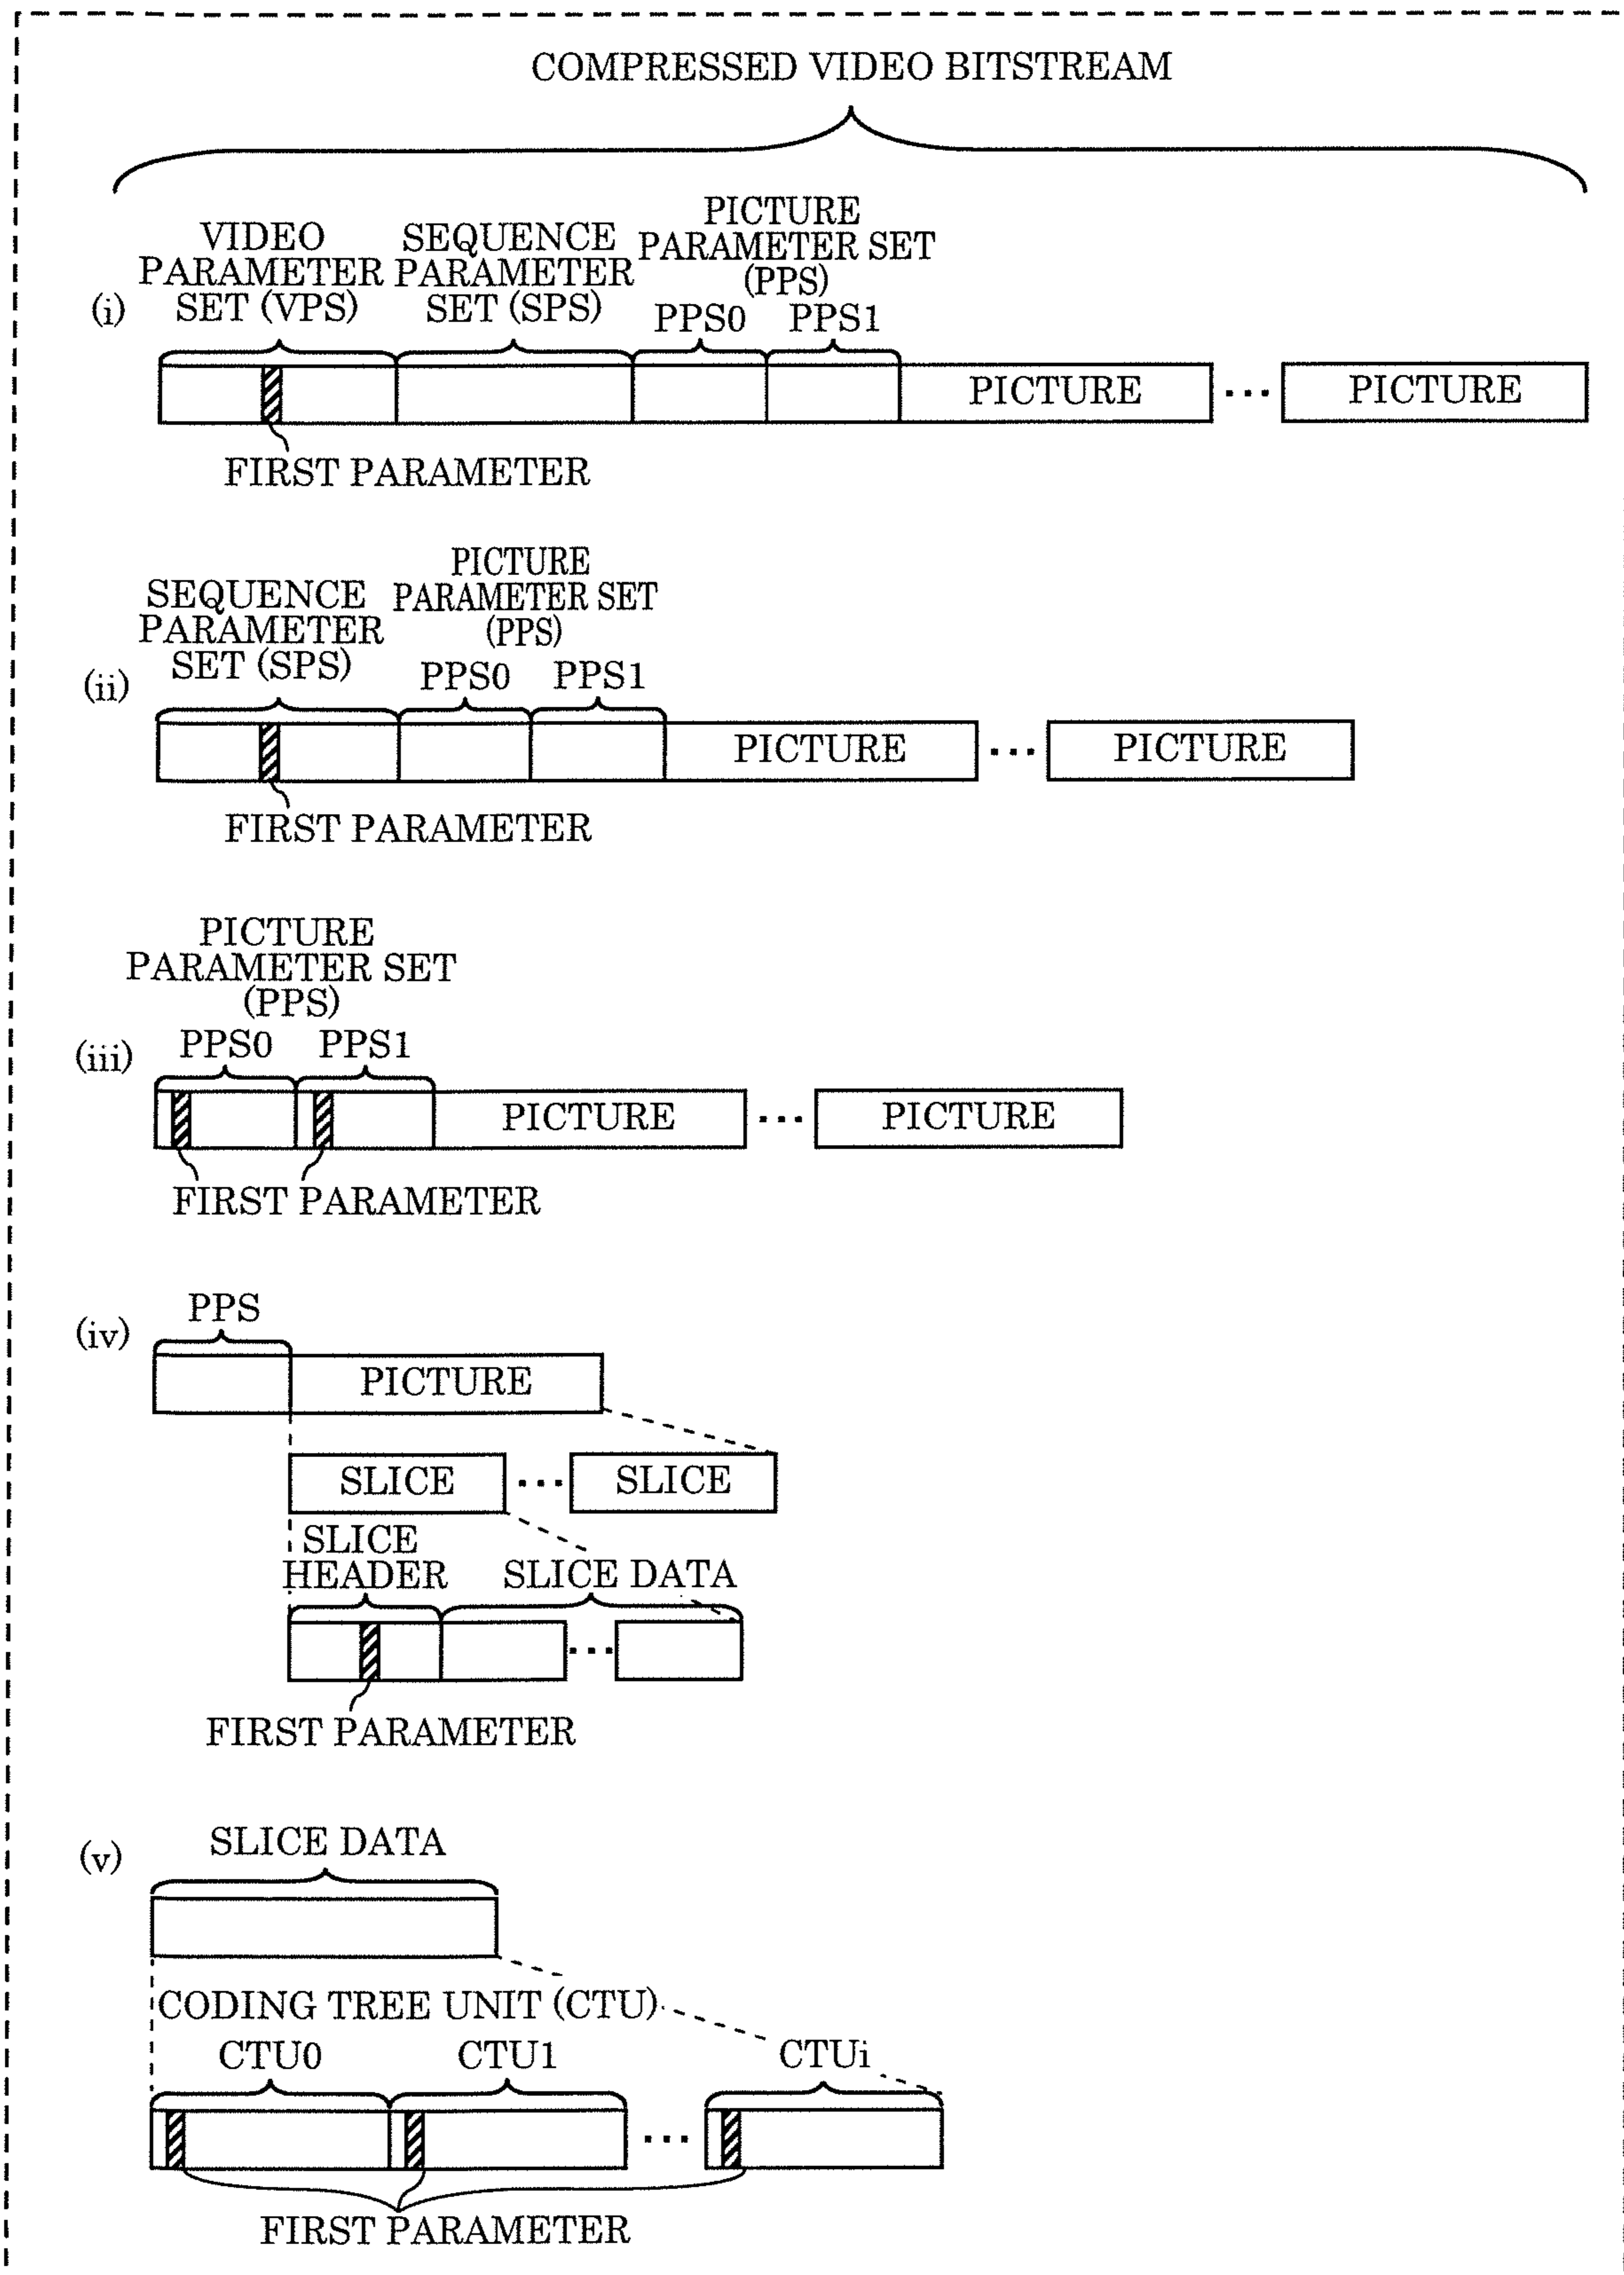 COMPRESSED VIDEO BITSTREAM
(i)
VIDEO
PARAMETER
SET (VPS)
SEQUENCE
PARAMETER
SET (SPS)
PICTURE
PARAMETER SET
(PPS)
PPS0 PPS1
PICTURE ... PICTURE
FIRST PARAMETER
(ii)
SEQUENCE
PARAMETER
SET (SPS)
PICTURE
PARAMETER SET
(PPS)
PPS0 PPS1
PICTURE ... PICTURE
FIRST PARAMETER
(iii)
PICTURE
PARAMETER SET
(PPS)
PPS0 PPS1
PICTURE ... PICTURE
FIRST PARAMETER
(iv)
PPS
PICTURE
SLICE ... SLICE
SLICE
HEADER
SLICE DATA
...
FIRST PARAMETER
(v)
SLICE DATA
CODING TREE UNIT (CTU)
CTU0 CTU1 CTUi
...
FIRST PARAMETER